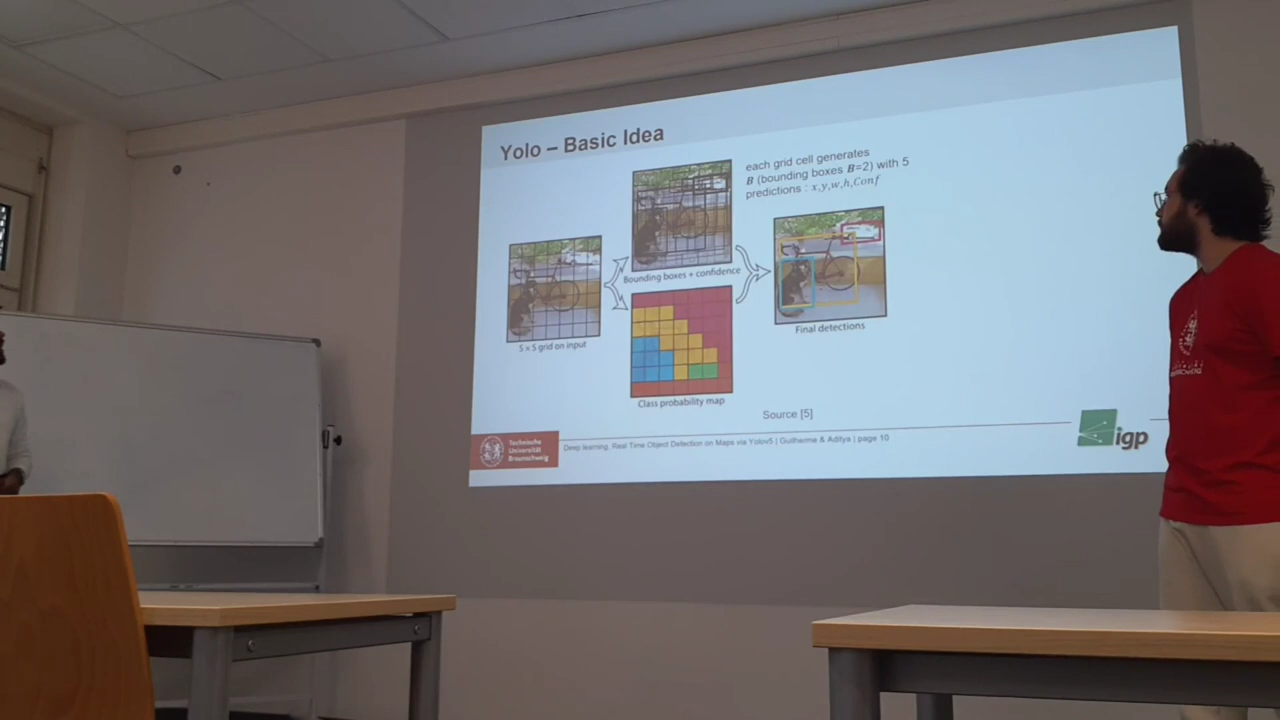 Yolo – Basic Idea
each grid cell generates
B (bounding boxes B=2) with 5
predictions : x,y,w,h,Conf
Bounding boxes + confidence
S × S grid on input
Final detections
Class probability map
Source [5]
Technische
Universität
Braunschweig
Deep learning, Real Time Object Detection on Maps via Yolov5 | Guilherme & Aditya | page 10
igp